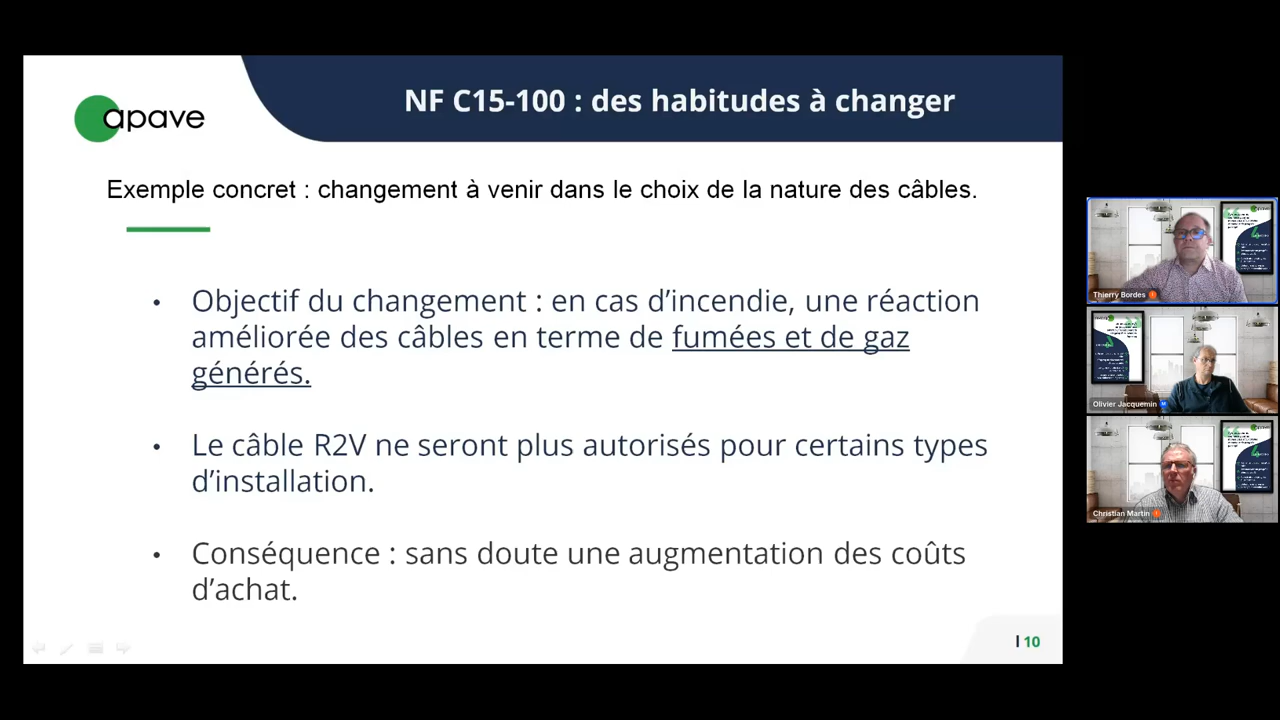 apave
NF C15-100 : des habitudes à changer
Exemple concret : changement à venir dans le choix de la nature des câbles.
• Objectif du changement : en cas d’incendie, une réaction
améliorée des câbles en terme de fumées et de gaz
générés.
• Le câble R2V ne seront plus autorisés pour certains types
d’installation.
• Conséquence : sans doute une augmentation des coûts
d’achat.
I 10
Thierry Bordes
Olivier Jacquemin
Christian Martin